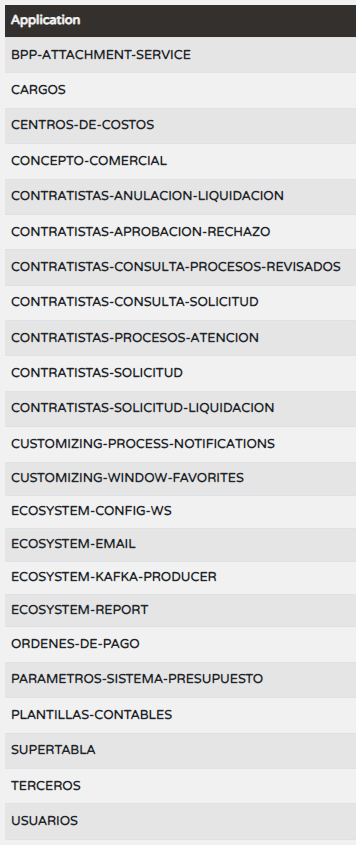 Application
BPP-ATTACHMENT-SERVICE
CARGOS
CENTROS-DE-COSTOS
CONCEPTO-COMERCIAL
CONTRATISTAS-ANULACION-LIQUIDACION
CONTRATISTAS-APROBACION-RECHAZO
CONTRATISTAS-CONSULTA-PROCESOS-REVISADOS
CONTRATISTAS-CONSULTA-SOLICITUD
CONTRATISTAS-PROCESOS-ATENCION
CONTRATISTAS-SOLICITUD
CONTRATISTAS-SOLICITUD-LIQUIDACION
CUSTOMIZING-PROCESS-NOTIFICATIONS
CUSTOMIZING-WINDOW-FAVORITES
ECOSYSTEM-CONFIG-WS
ECOSYSTEM-EMAIL
ECOSYSTEM-KAFKA-PRODUCER
ECOSYSTEM-REPORT
ORDENES-DE-PAGO
PARAMETROS-SISTEMA-PRESUPUESTO
PLANTILLAS-CONTABLES
SUPERTABLA
TERCEROS
USUARIOS